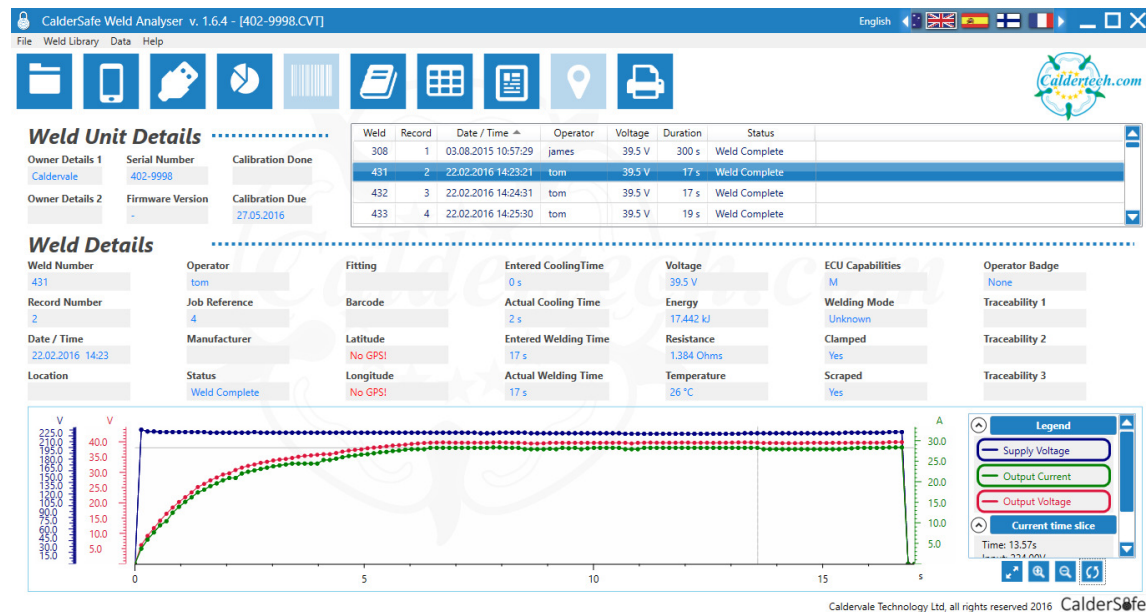 CalderSafe Weld Analyser v. 1.6.4 - [402-9998.CVT] English
File Weld Library Data Help
Caldertech.com
Weld Unit Details
Owner Details 1 Serial Number Calibration Done
Caldervale 402-9998
Owner Details 2 Firmware Version Calibration Due
- 27.05.2016
Weld Record Date / Time Operator Voltage Duration Status
308 1 03.08.2015 10:57:29 james 39.5 V 300 s Weld Complete
431 2 22.02.2016 14:23:21 tom 39.5 V 17 s Weld Complete
432 3 22.02.2016 14:24:31 tom 39.5 V 17 s Weld Complete
433 4 22.02.2016 14:25:30 tom 39.5 V 19 s Weld Complete
Weld Details
Weld Number Operator Fitting Entered CoolingTime Voltage ECU Capabilities Operator Badge
431 tom 0 s 39.5 V M None
Record Number Job Reference Barcode Actual Cooling Time Energy Welding Mode Traceability 1
2 4 2 s 17.442 kJ Unknown
Date / Time Manufacturer Latitude Entered Welding Time Resistance Clamped Traceability 2
22.02.2016 14:23 No GPS! 17 s 1.384 Ohms Yes
Location Status Longitude Actual Welding Time Temperature Scraped Traceability 3
Weld Complete No GPS! 17 s 26 °C Yes
V V A
225.0
210.0
195.0
180.0
165.0
150.0
135.0
120.0
105.0
90.0
75.0
60.0
45.0
30.0
15.0
40.0
35.0
30.0
25.0
20.0
15.0
10.0
5.0
30.0
25.0
20.0
15.0
10.0
5.0
0 5 10 15 s
Legend
Supply Voltage
Output Current
Output Voltage
Current time slice
Time: 13.57s
Caldervale Technology Ltd, all rights reserved 2016 CalderSafe